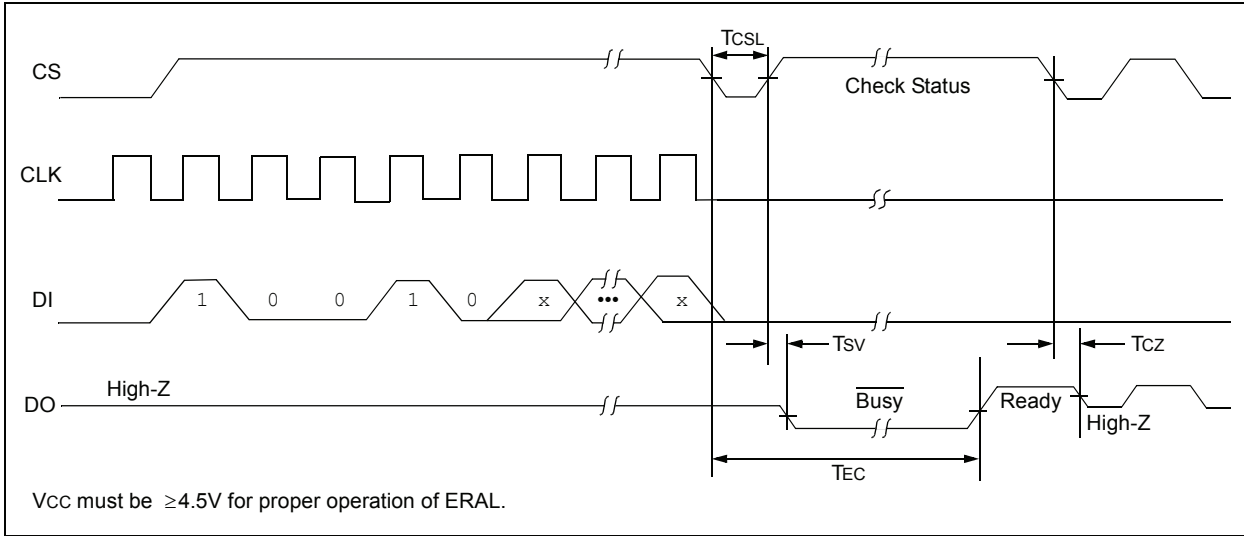 TCSL
CS
Check Status
CLK
DI
1 0 0 1 0 x ••• x
TSV
TCZ
High-Z
DO
Busy
Ready
High-Z
TEC
VCC must be ≥4.5V for proper operation of ERAL.